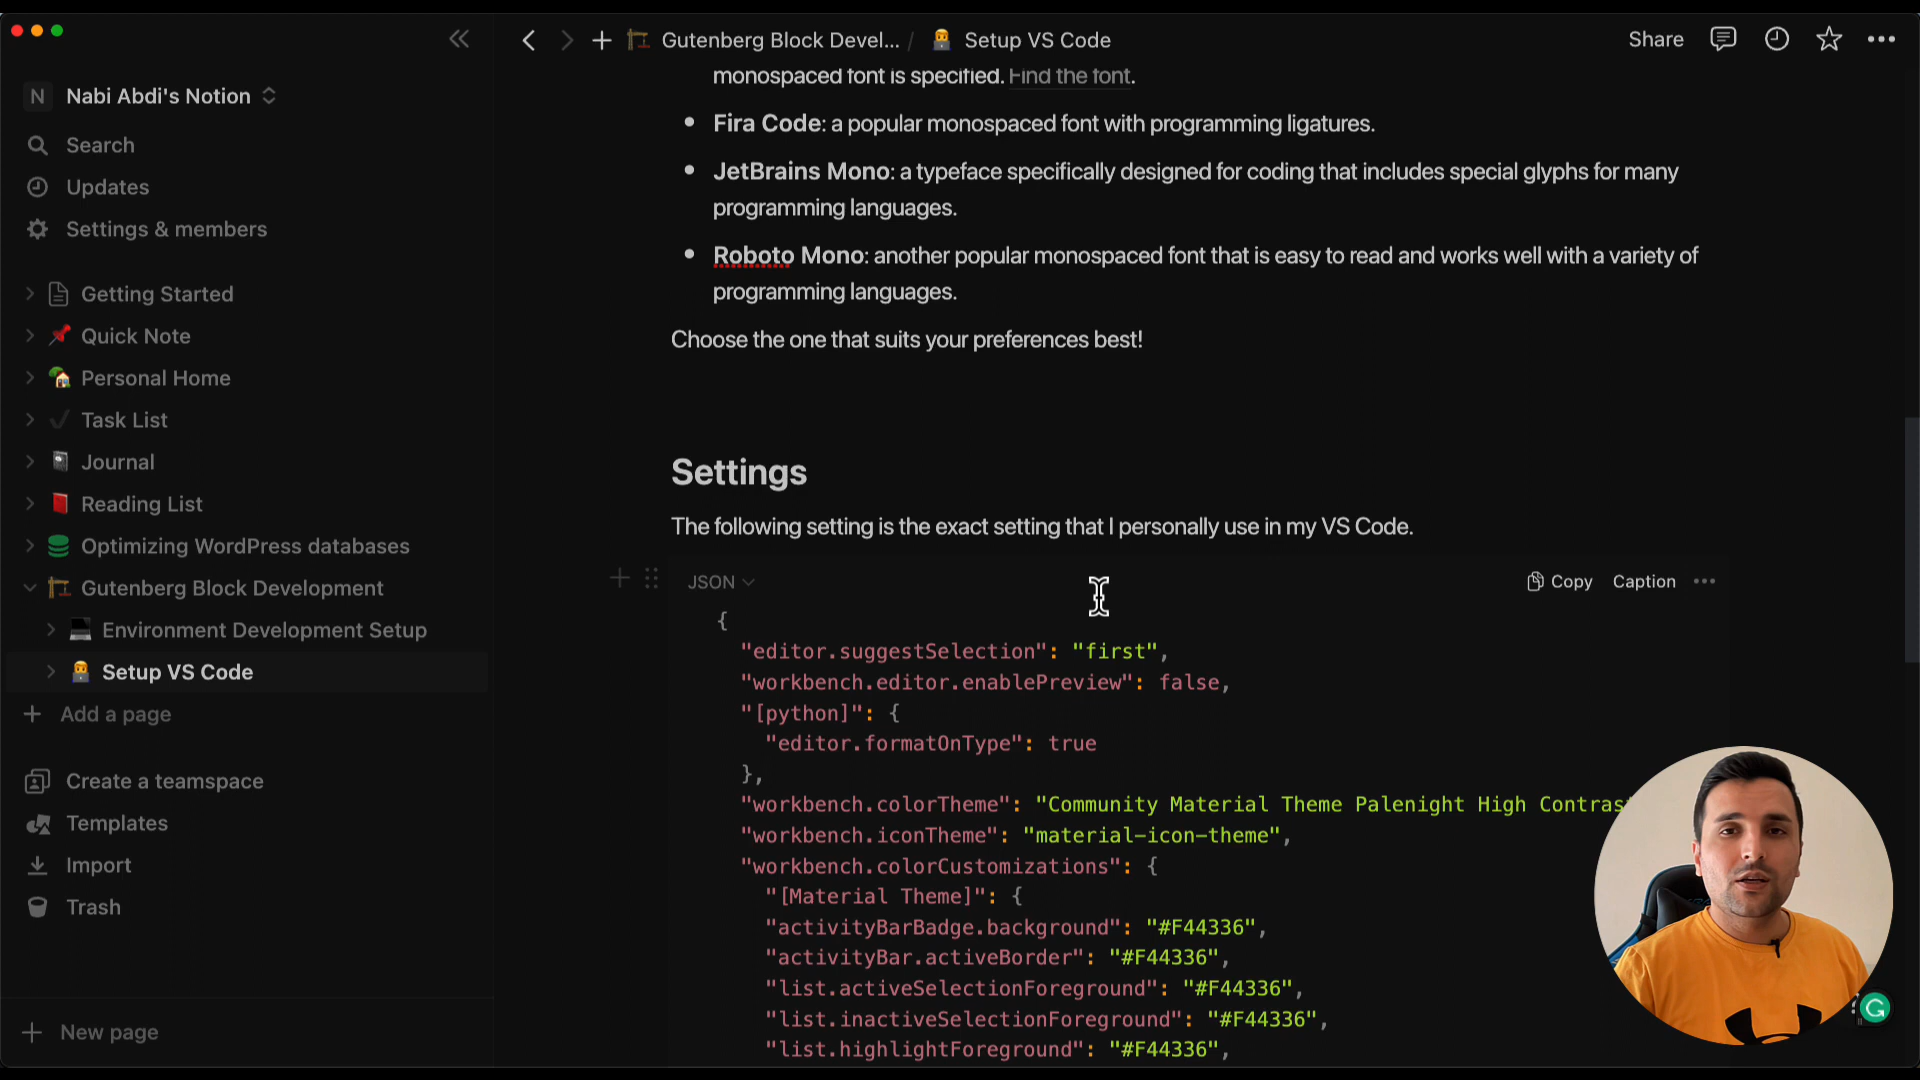 Gutenberg Block Devel... / Setup VS Code
Share
N Nabi Abdi's Notion
Search
Updates
Settings & members
Getting Started
Quick Note
Personal Home
Task List
Journal
Reading List
Optimizing WordPress databases
Gutenberg Block Development
Environment Development Setup
Setup VS Code
Add a page
Create a teamspace
Templates
Import
Trash
New page
monospaced font is specified. Find the font.
• Fira Code: a popular monospaced font with programming ligatures.
• JetBrains Mono: a typeface specifically designed for coding that includes special glyphs for many
programming languages.
• Roboto Mono: another popular monospaced font that is easy to read and works well with a variety of
programming languages.
Choose the one that suits your preferences best!
Settings
The following setting is the exact setting that I personally use in my VS Code.
JSON
Copy Caption
{
"editor.suggestSelection": "first",
"workbench.editor.enablePreview": false,
"[python]": {
"editor.formatOnType": true
},
"workbench.colorTheme": "Community Material Theme Palenight High Contras
"workbench.iconTheme": "material-icon-theme",
"workbench.colorCustomizations": {
"[Material Theme]": {
"activityBarBadge.background": "#F44336",
"activityBar.activeBorder": "#F44336",
"list.activeSelectionForeground": "#F44336",
"list.inactiveSelectionForeground": "#F44336",
"list.highlightForeground": "#F44336",